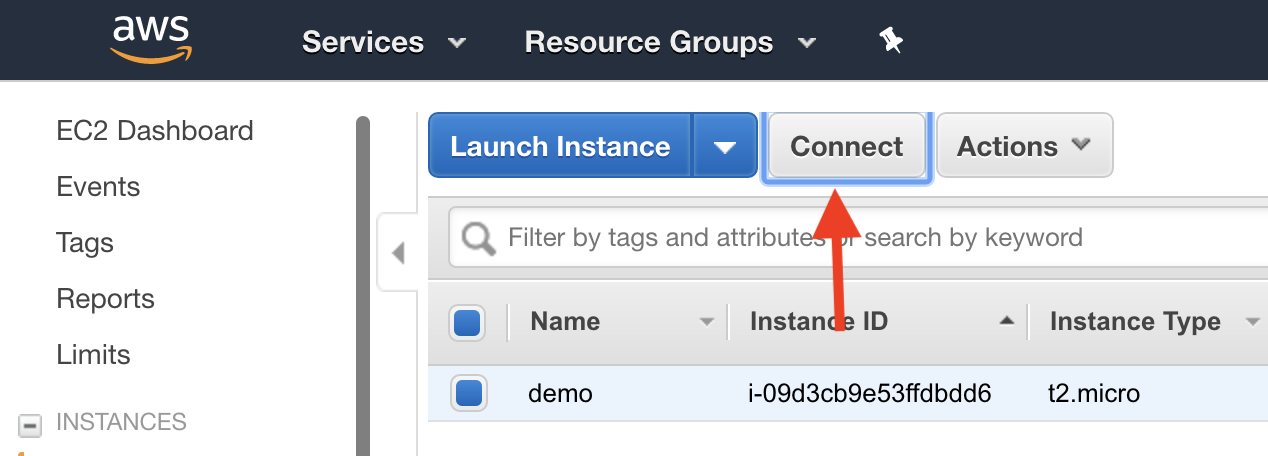 aws
Services
Resource Groups
EC2 Dashboard
Events
Tags
Reports
Limits
INSTANCES
Launch Instance
Connect
Actions
Filter by tags and attributes or search by keyword
Name
Instance ID
Instance Type
demo
i-09d3cb9e53ffdbdd6
t2.micro